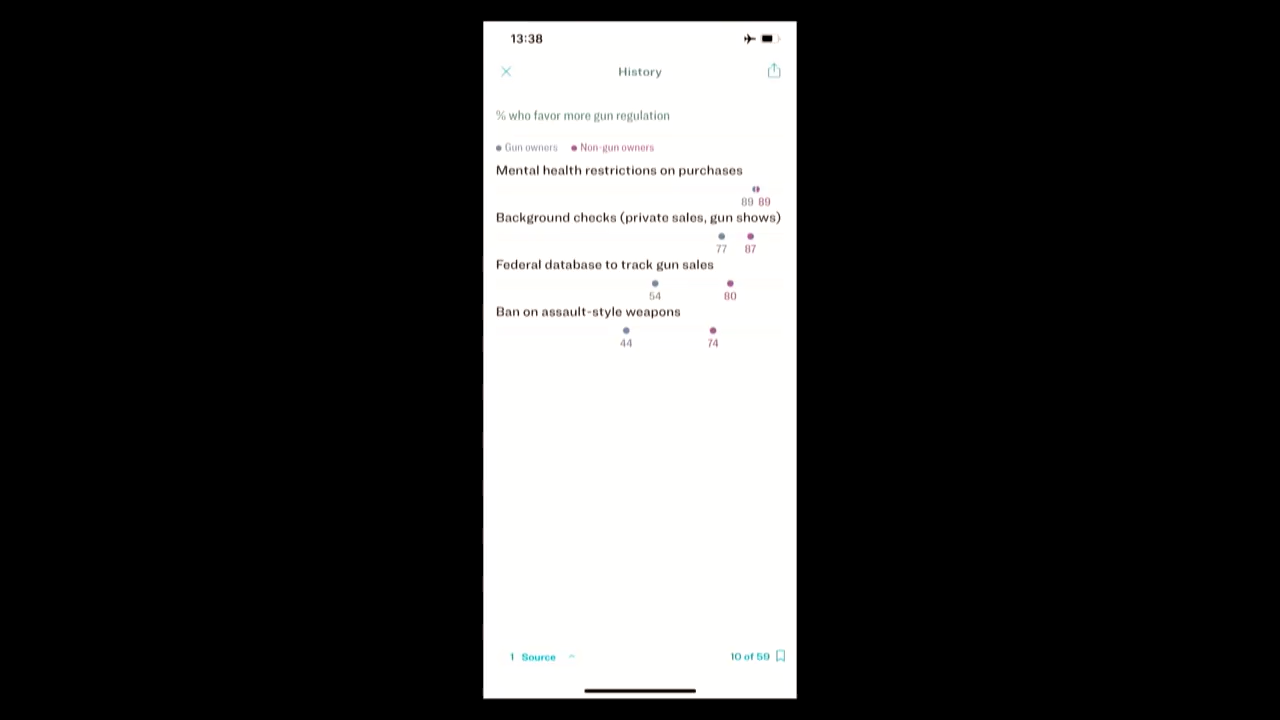 13:38
History
% who favor more gun regulation
Gun owners Non-gun owners
Mental health restrictions on purchases
89 89
Background checks (private sales, gun shows)
77 87
Federal database to track gun sales
54 80
Ban on assault-style weapons
44 74
1 Source 10 of 59